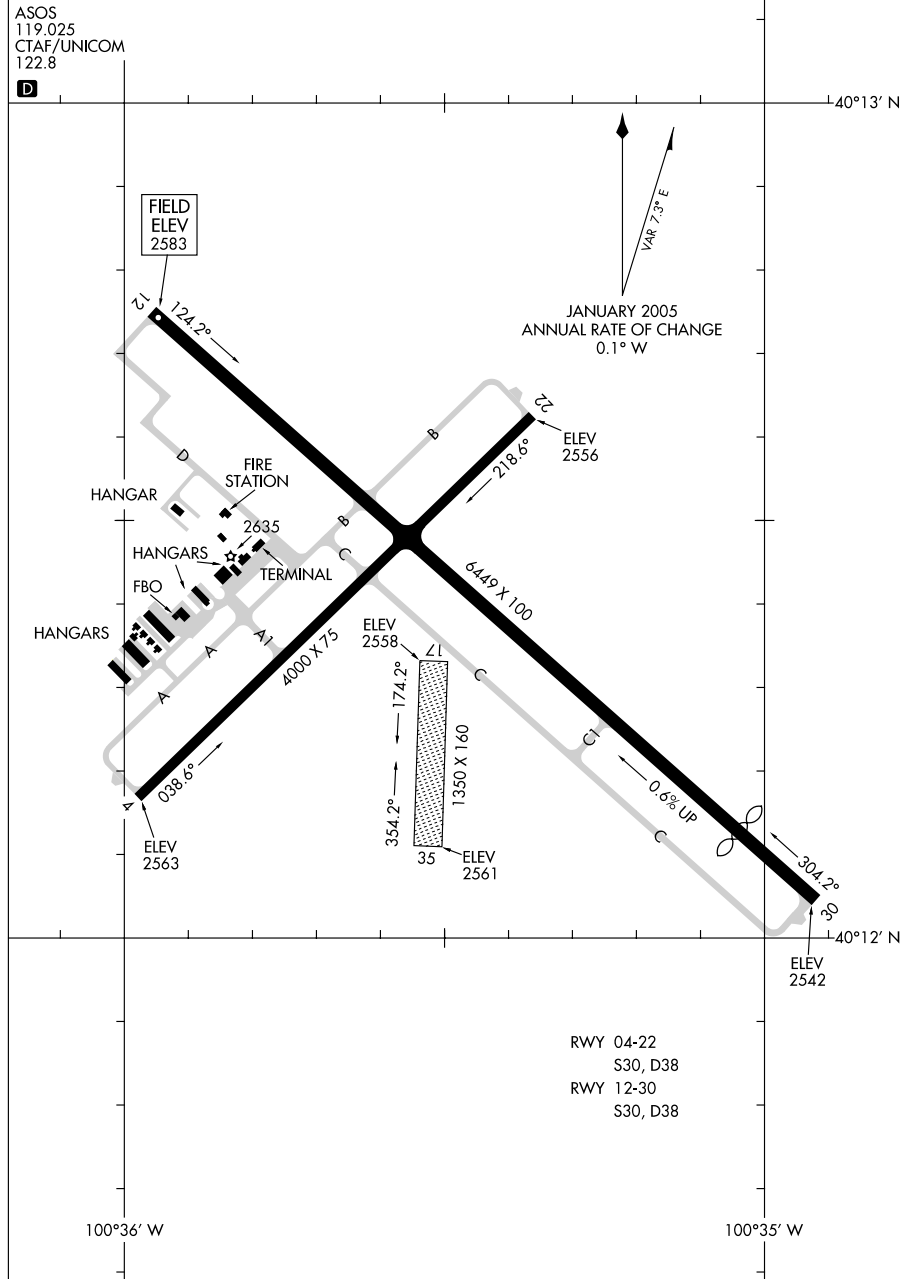 ASOS
119.025
CTAF/UNICOM
122.8
D
40°13' N
FIELD
ELEV
2583
VAR 7.3° E
JANUARY 2005
ANNUAL RATE OF CHANGE
0.1° W
12
124.2°
22
ELEV
2556
218.6°
B
D
FIRE
STATION
HANGAR
2635
B
HANGARS
TERMINAL
C
6449 X 100
FBO
HANGARS
A1
A
A
4000 X 75
ELEV
2558
17
174.2°
C
1350 X 160
C1
038.6°
4
ELEV
2563
354.2°
35
ELEV
2561
0.6% UP
C
304.2°
30
40°12' N
ELEV
2542
RWY 04-22
S30, D38
RWY 12-30
S30, D38
100°36' W
100°35' W